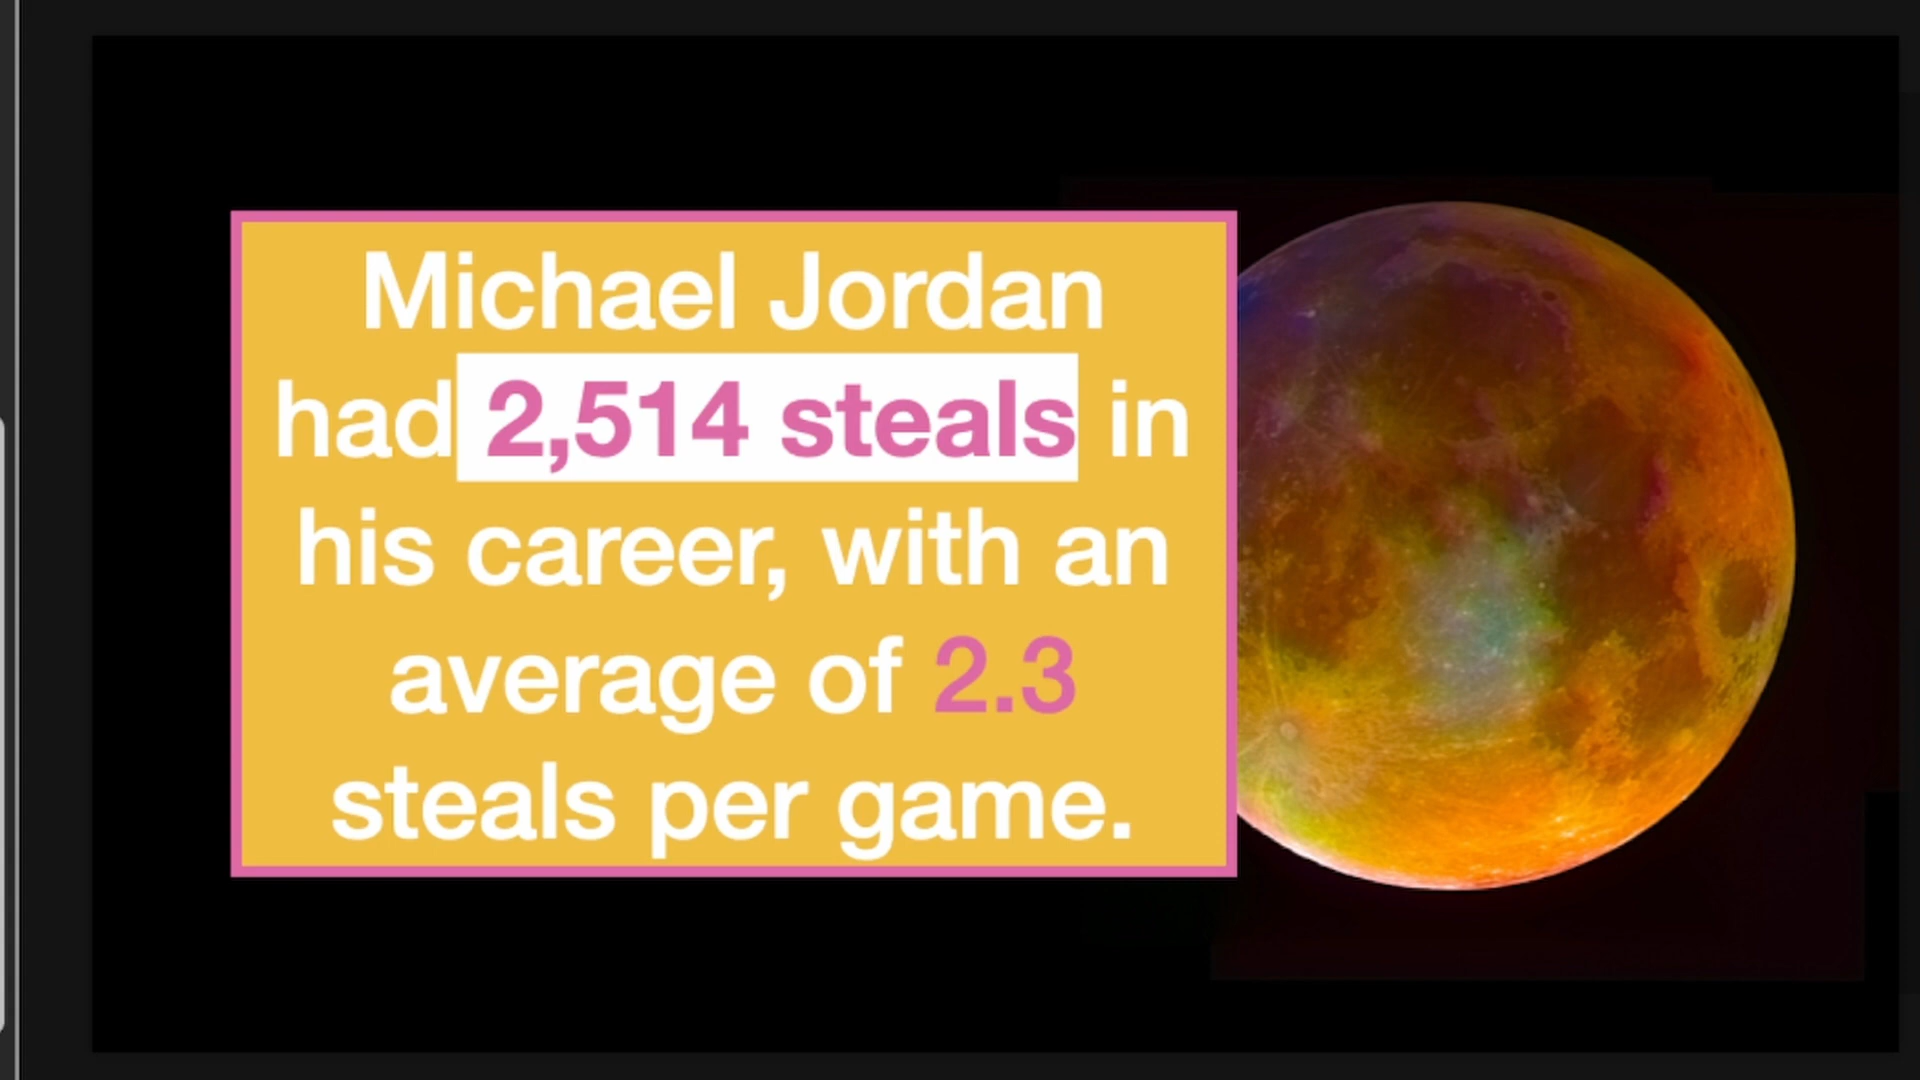 Michael Jordan
had 2,514 steals in
his career, with an
average of 2.3
steals per game.